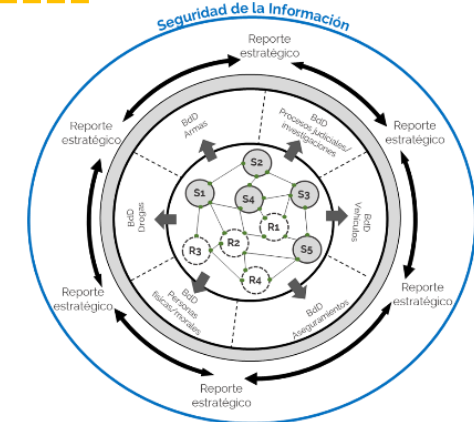 Seguridad de la Información
Reporte
estratégico
Reporte
estratégico
Reporte
estratégico
BdD
Armas
BdD
Procesos judiciales/
investigaciones
S2
S1
S4
S3
BdD
Drogas
BdD
Vehículos
R1
R2
R3
S5
R4
BdD
Personas
físicas/morales
BdD
Aseguramientos
Reporte
estratégico
Reporte
estratégico
Reporte
estratégico